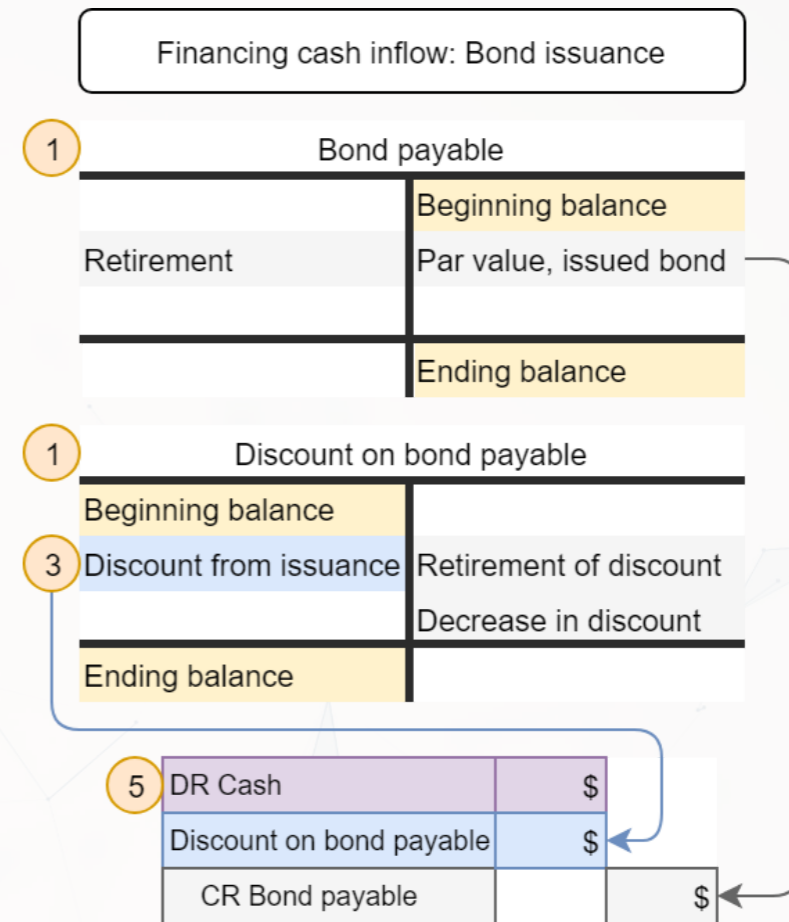 Financing cash inflow: Bond issuance
1 Bond payable
Beginning balance
Retirement Par value, issued bond
Ending balance
1 Discount on bond payable
Beginning balance
3 Discount from issuance Retirement of discount
Decrease in discount
Ending balance
5 DR Cash $
Discount on bond payable $
CR Bond payable $